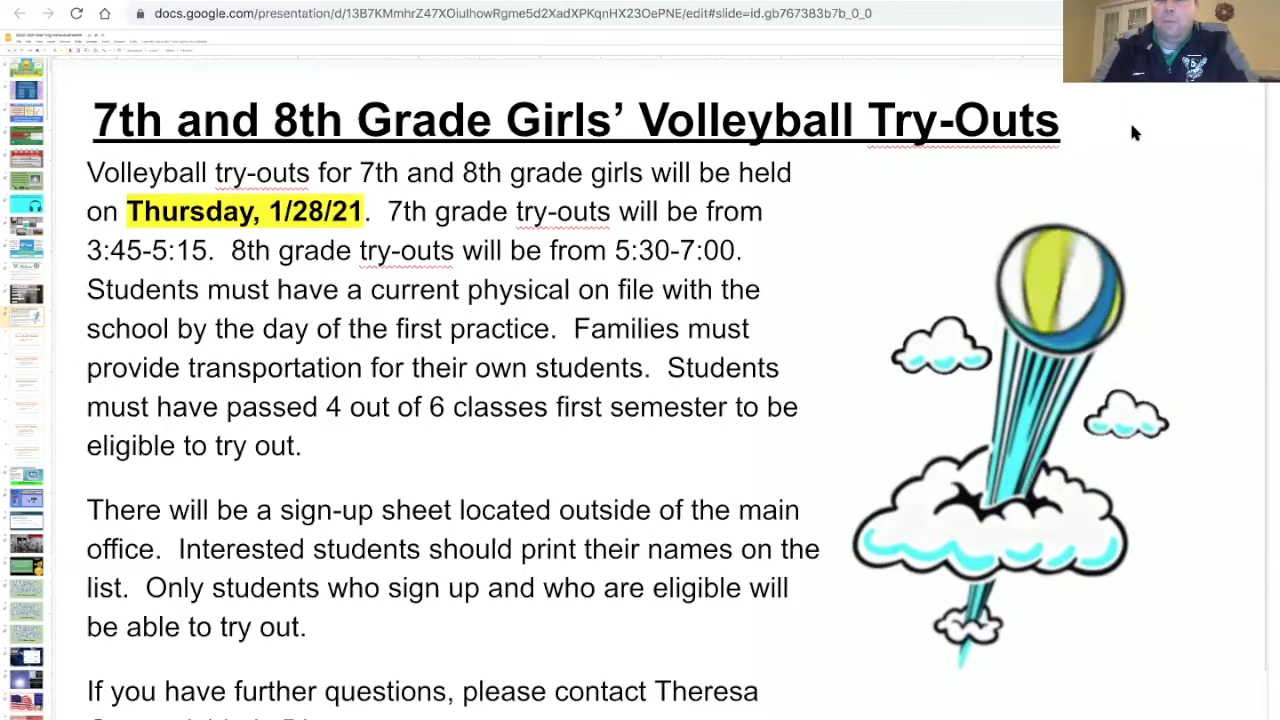 docs.google.com/presentation/d/13B7KMmhrZ47XOiulhowRgme5d2XadXPKqnHX23OePNE/edit#slide=id.gb767383b7b_0_0
7th and 8th Grade Girls’ Volleyball Try-Outs
Volleyball try-outs for 7th and 8th grade girls will be held
on Thursday, 1/28/21.  7th grade try-outs will be from
3:45-5:15.  8th grade try-outs will be from 5:30-7:00.
Students must have a current physical on file with the
school by the day of the first practice.  Families must
provide transportation for their own students.  Students
must have passed 4 out of 6 classes first semester to be
eligible to try out.
There will be a sign-up sheet located outside of the main
office.  Interested students should print their names on the
list.  Only students who sign up and who are eligible will
be able to try out.
If you have further questions, please contact Theresa